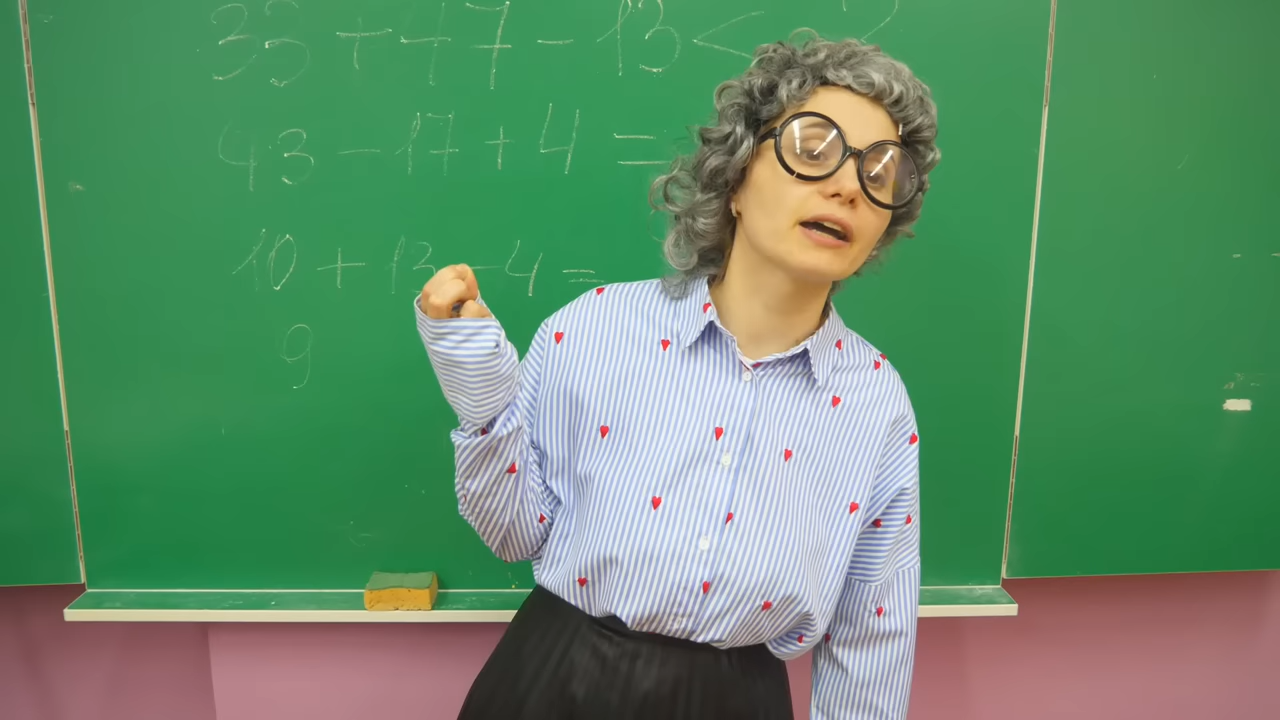 33 + 47 - 13 <
43 - 17 + 4 =
10 + 13 - 4 =
9